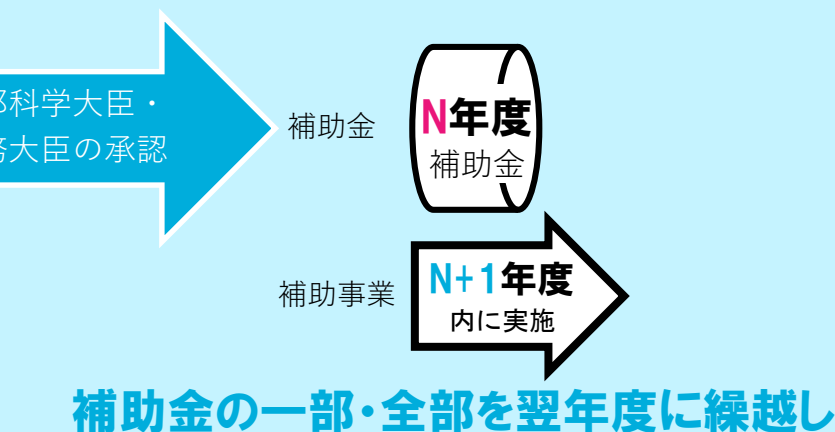 部科学大臣・
務大臣の承認
補助金
N年度
補助金
補助事業
N+1年度
内に実施
補助金の一部・全部を翌年度に繰越し